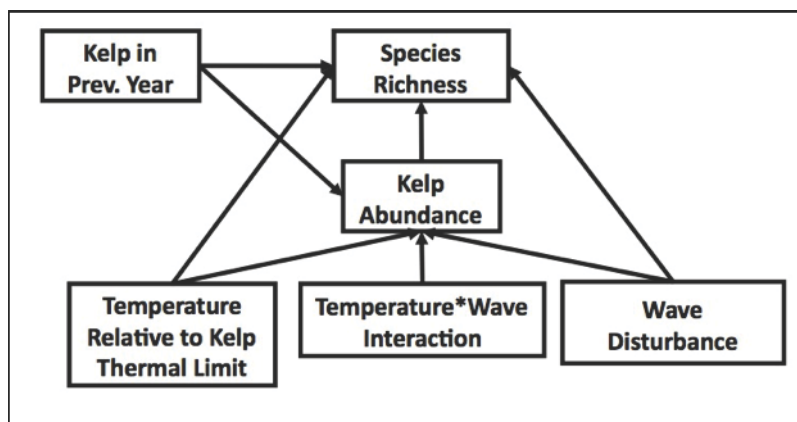 Kelp in
Prev. Year
Species
Richness
Kelp
Abundance
Temperature
Relative to Kelp
Thermal Limit
Temperature*Wave
Interaction
Wave
Disturbance